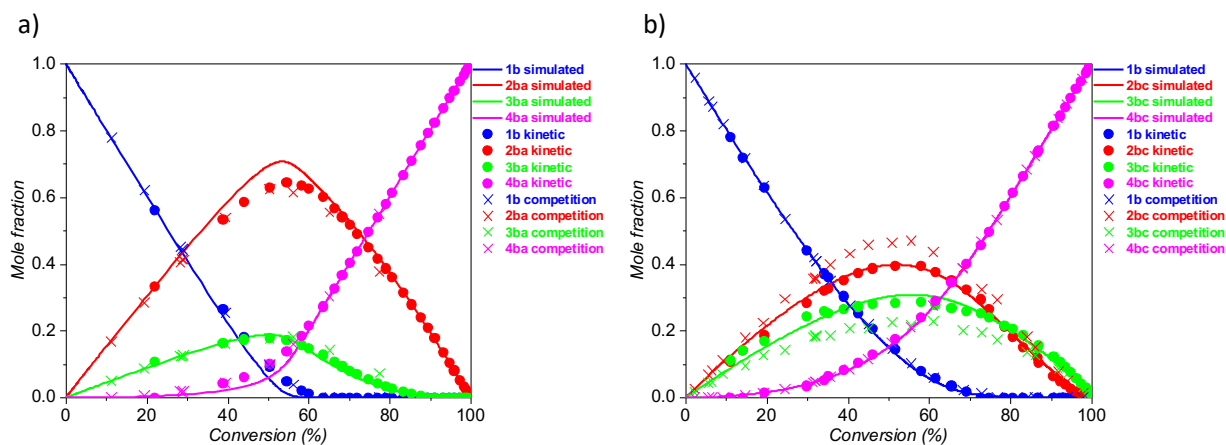 a)
1.0
0.8
0.6
0.4
0.2
0.0
Mole fraction
0
20
40
60
80
100
Conversion (%)
1b simulated
2ba simulated
3ba simulated
4ba simulated
1b kinetic
2ba kinetic
3ba kinetic
4ba kinetic
1b competition
2ba competition
3ba competition
4ba competition
b)
1.0
0.8
0.6
0.4
0.2
0.0
Mole fraction
0
20
40
60
80
100
Conversion (%)
1b simulated
2bc simulated
3bc simulated
4bc simulated
1b kinetic
2bc kinetic
3bc kinetic
4bc kinetic
1b competition
2bc competition
3bc competition
4bc competition